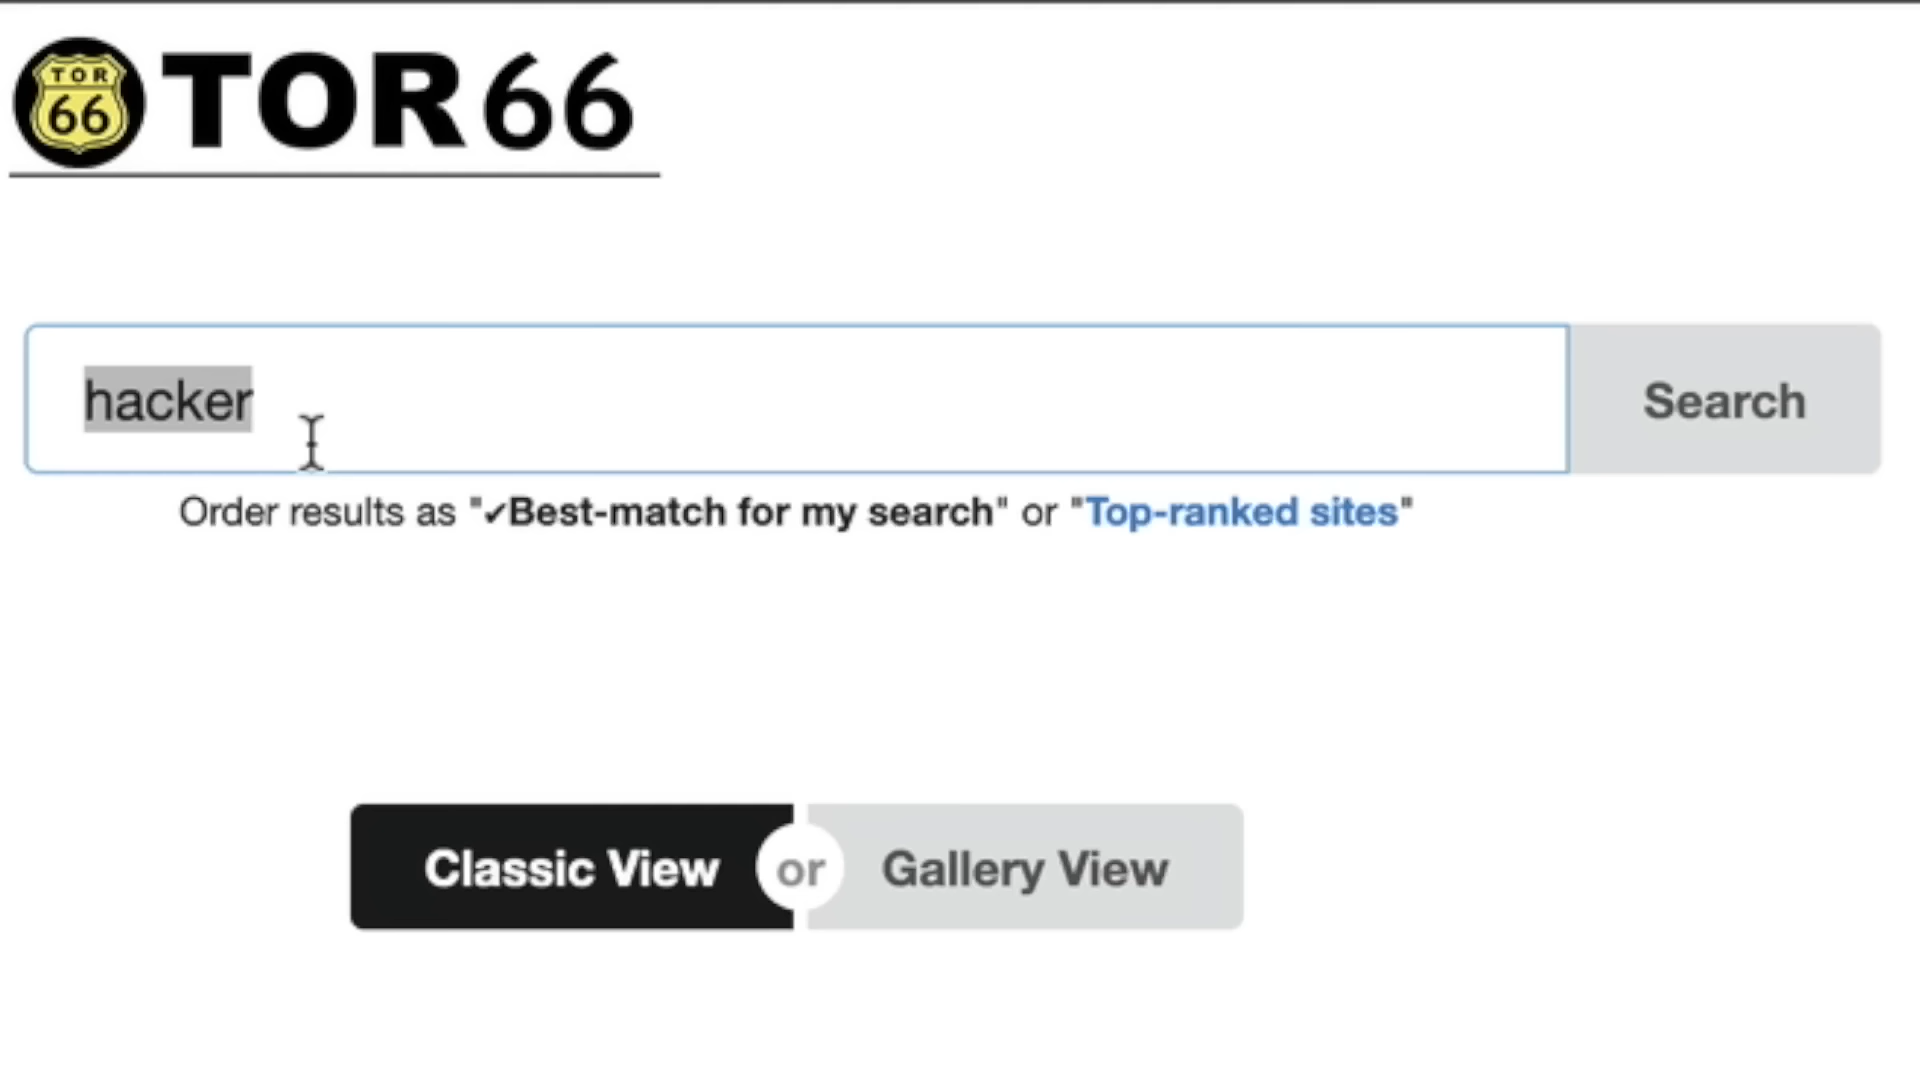 TOR
66
TOR66
hacker
Search
Order results as "✔Best-match for my search" or "Top-ranked sites"
Classic View or Gallery View